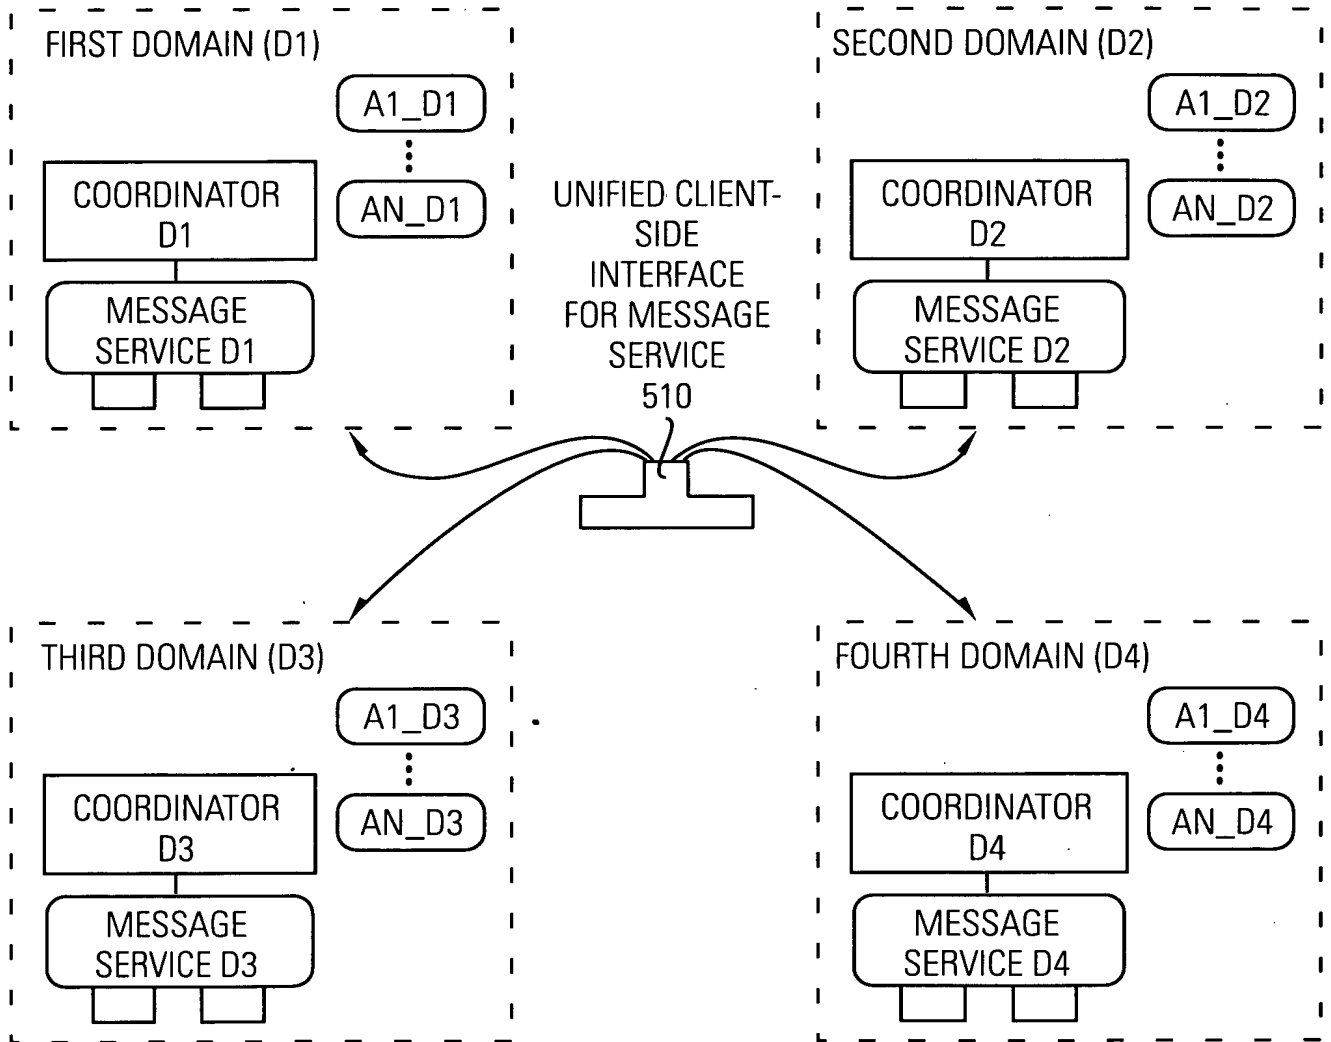 FIRST DOMAIN (D1)
A1_D1
AN_D1
COORDINATOR
D1
MESSAGE
SERVICE D1
UNIFIED CLIENT-
SIDE
INTERFACE
FOR MESSAGE
SERVICE
510
SECOND DOMAIN (D2)
A1_D2
AN_D2
COORDINATOR
D2
MESSAGE
SERVICE D2
THIRD DOMAIN (D3)
A1_D3
AN_D3
COORDINATOR
D3
MESSAGE
SERVICE D3
FOURTH DOMAIN (D4)
A1_D4
AN_D4
COORDINATOR
D4
MESSAGE
SERVICE D4